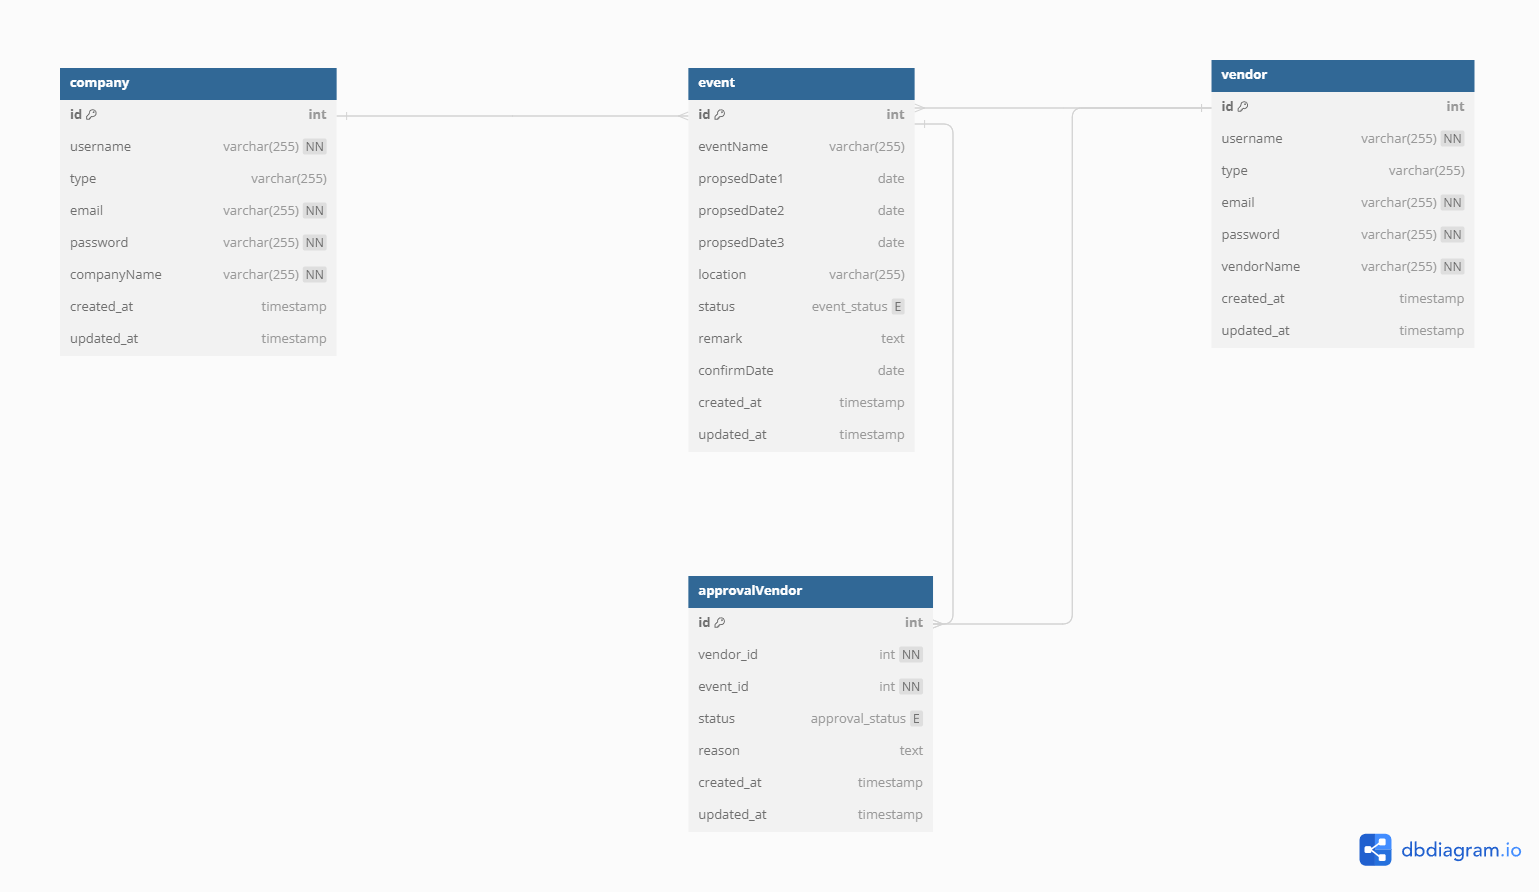 company
id int
username varchar(255) NN
type varchar(255)
email varchar(255) NN
password varchar(255) NN
companyName varchar(255) NN
created_at timestamp
updated_at timestamp
event
id int
eventName varchar(255)
propsedDate1 date
propsedDate2 date
propsedDate3 date
location varchar(255)
status event_status E
remark text
confirmDate date
created_at timestamp
updated_at timestamp
vendor
id int
username varchar(255) NN
type varchar(255)
email varchar(255) NN
password varchar(255) NN
vendorName varchar(255) NN
created_at timestamp
updated_at timestamp
approvalVendor
id int
vendor_id int NN
event_id int NN
status approval_status E
reason text
created_at timestamp
updated_at timestamp
dbdiagram.io